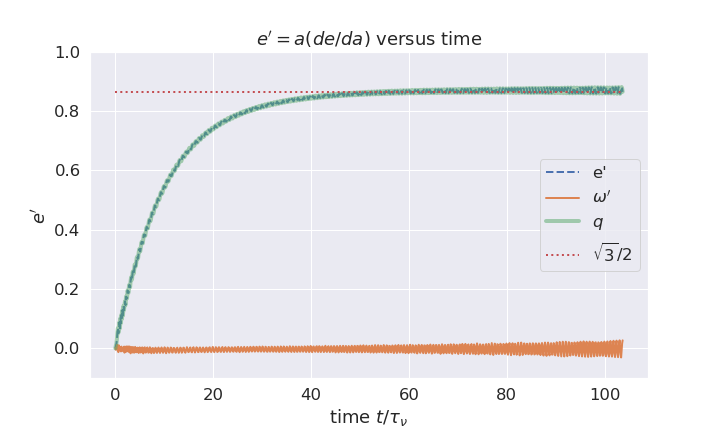 e′ = a(de/da) versus time
1.0
0.8
0.6
0.4
0.2
0.0
e′
0
20
40
60
80
100
time t/τᵥ
e'
ω′
q
√3/2